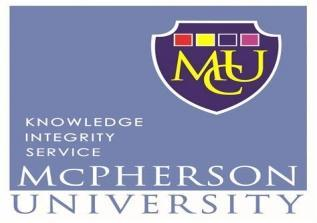 MCU
KNOWLEDGE
INTEGRITY
SERVICE
McPHERSON
UNIVERSITY